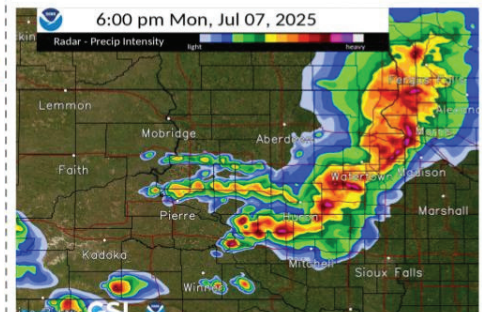 6:00 pm Mon, Jul 07, 2025
Radar - Precip Intensity
light heavy
Lemmon
Mobridge
Aberdeen
Faith
Watertown Madison
Pierre
Huron
Marshall
Kadoka
Mitchell
Sioux Falls
Winner